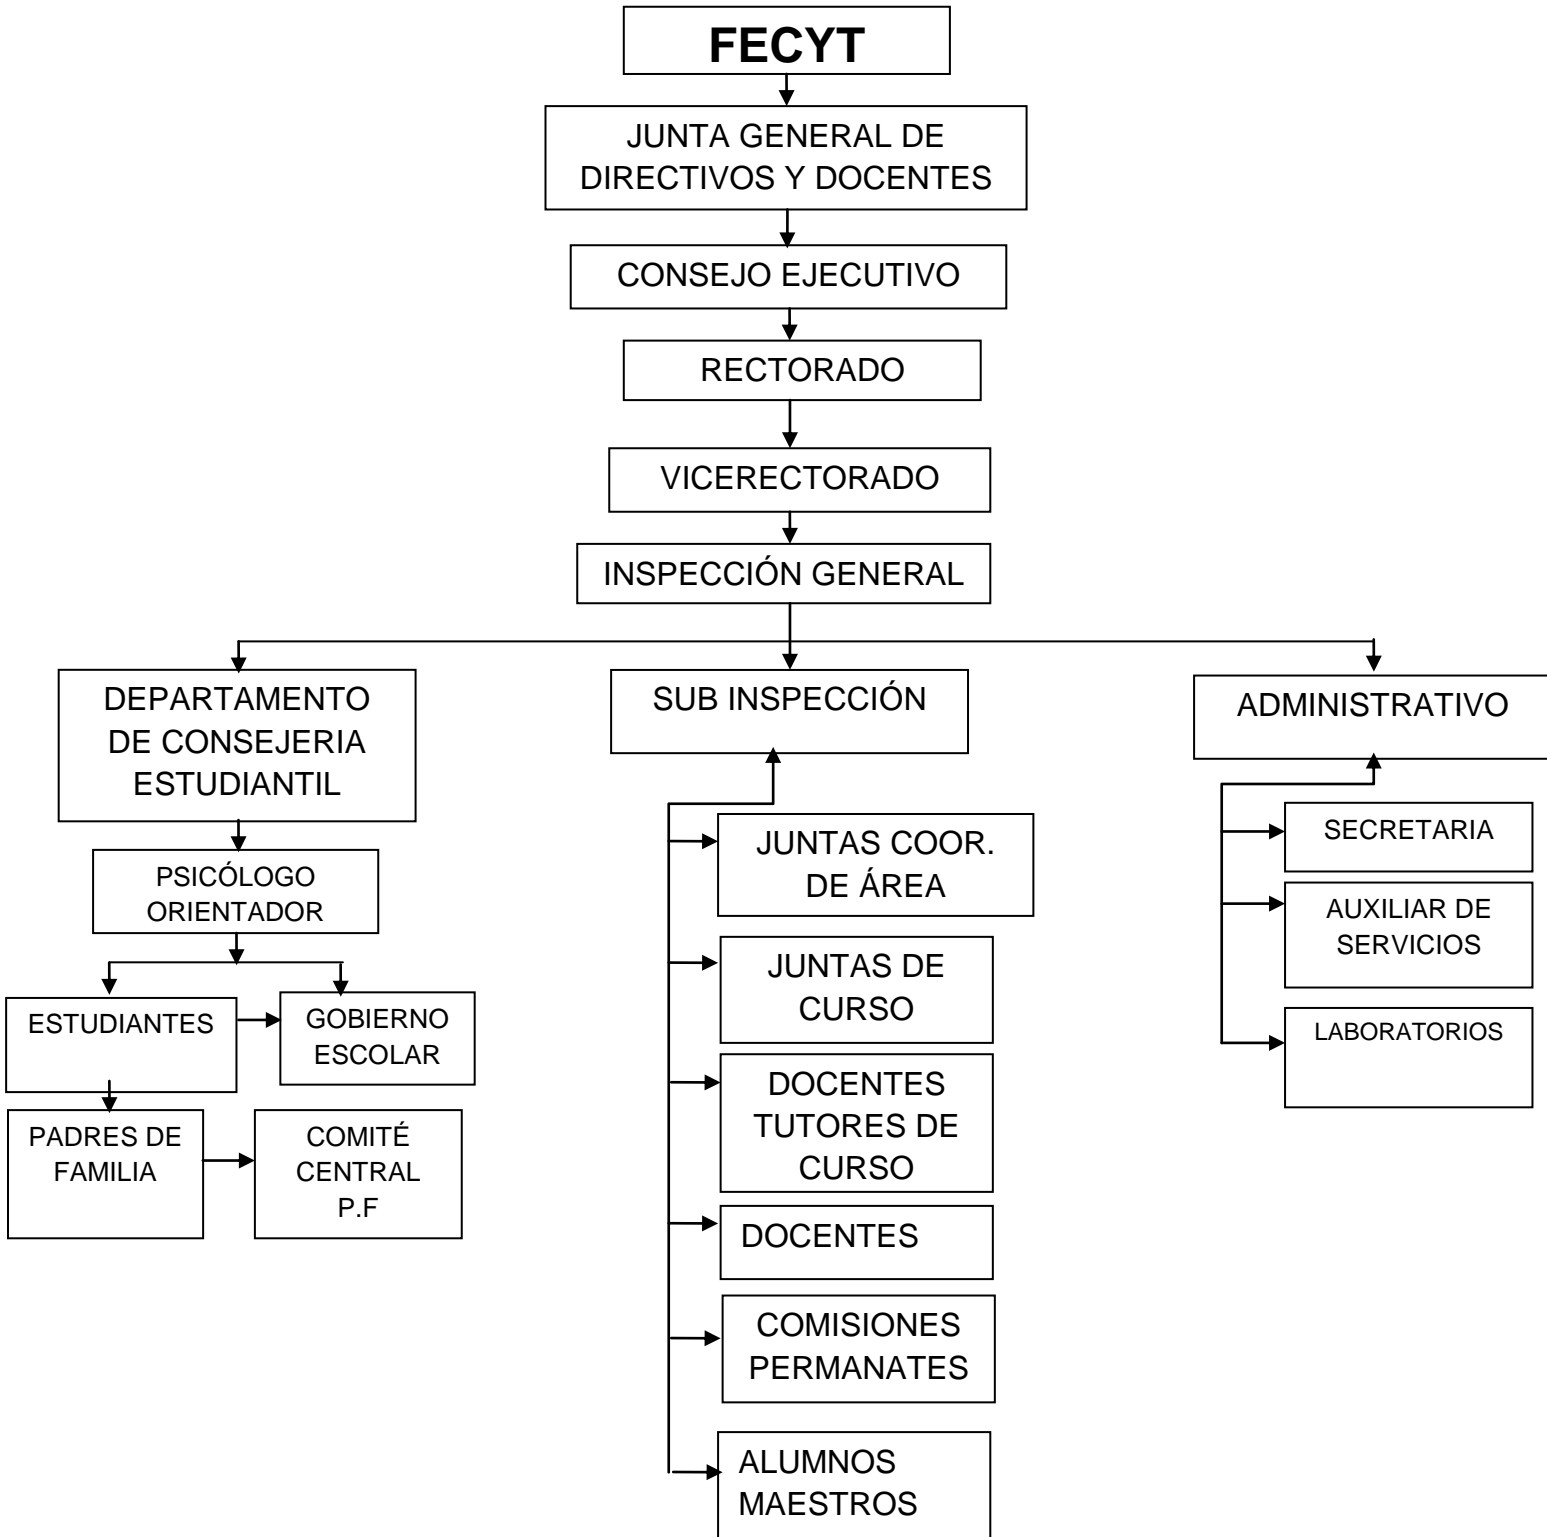 FECYT
JUNTA GENERAL DE
DIRECTIVOS Y DOCENTES
CONSEJO EJECUTIVO
RECTORADO
VICERECTORADO
INSPECCIÓN GENERAL
DEPARTAMENTO
DE CONSEJERIA
ESTUDIANTIL
PSICÓLOGO
ORIENTADOR
ESTUDIANTES
GOBIERNO
ESCOLAR
PADRES DE
FAMILIA
COMITÉ
CENTRAL
P.F
SUB INSPECCIÓN
JUNTAS COOR.
DE ÁREA
JUNTAS DE
CURSO
DOCENTES
TUTORES DE
CURSO
DOCENTES
COMISIONES
PERMANATES
ALUMNOS
MAESTROS
ADMINISTRATIVO
SECRETARIA
AUXILIAR DE
SERVICIOS
LABORATORIOS